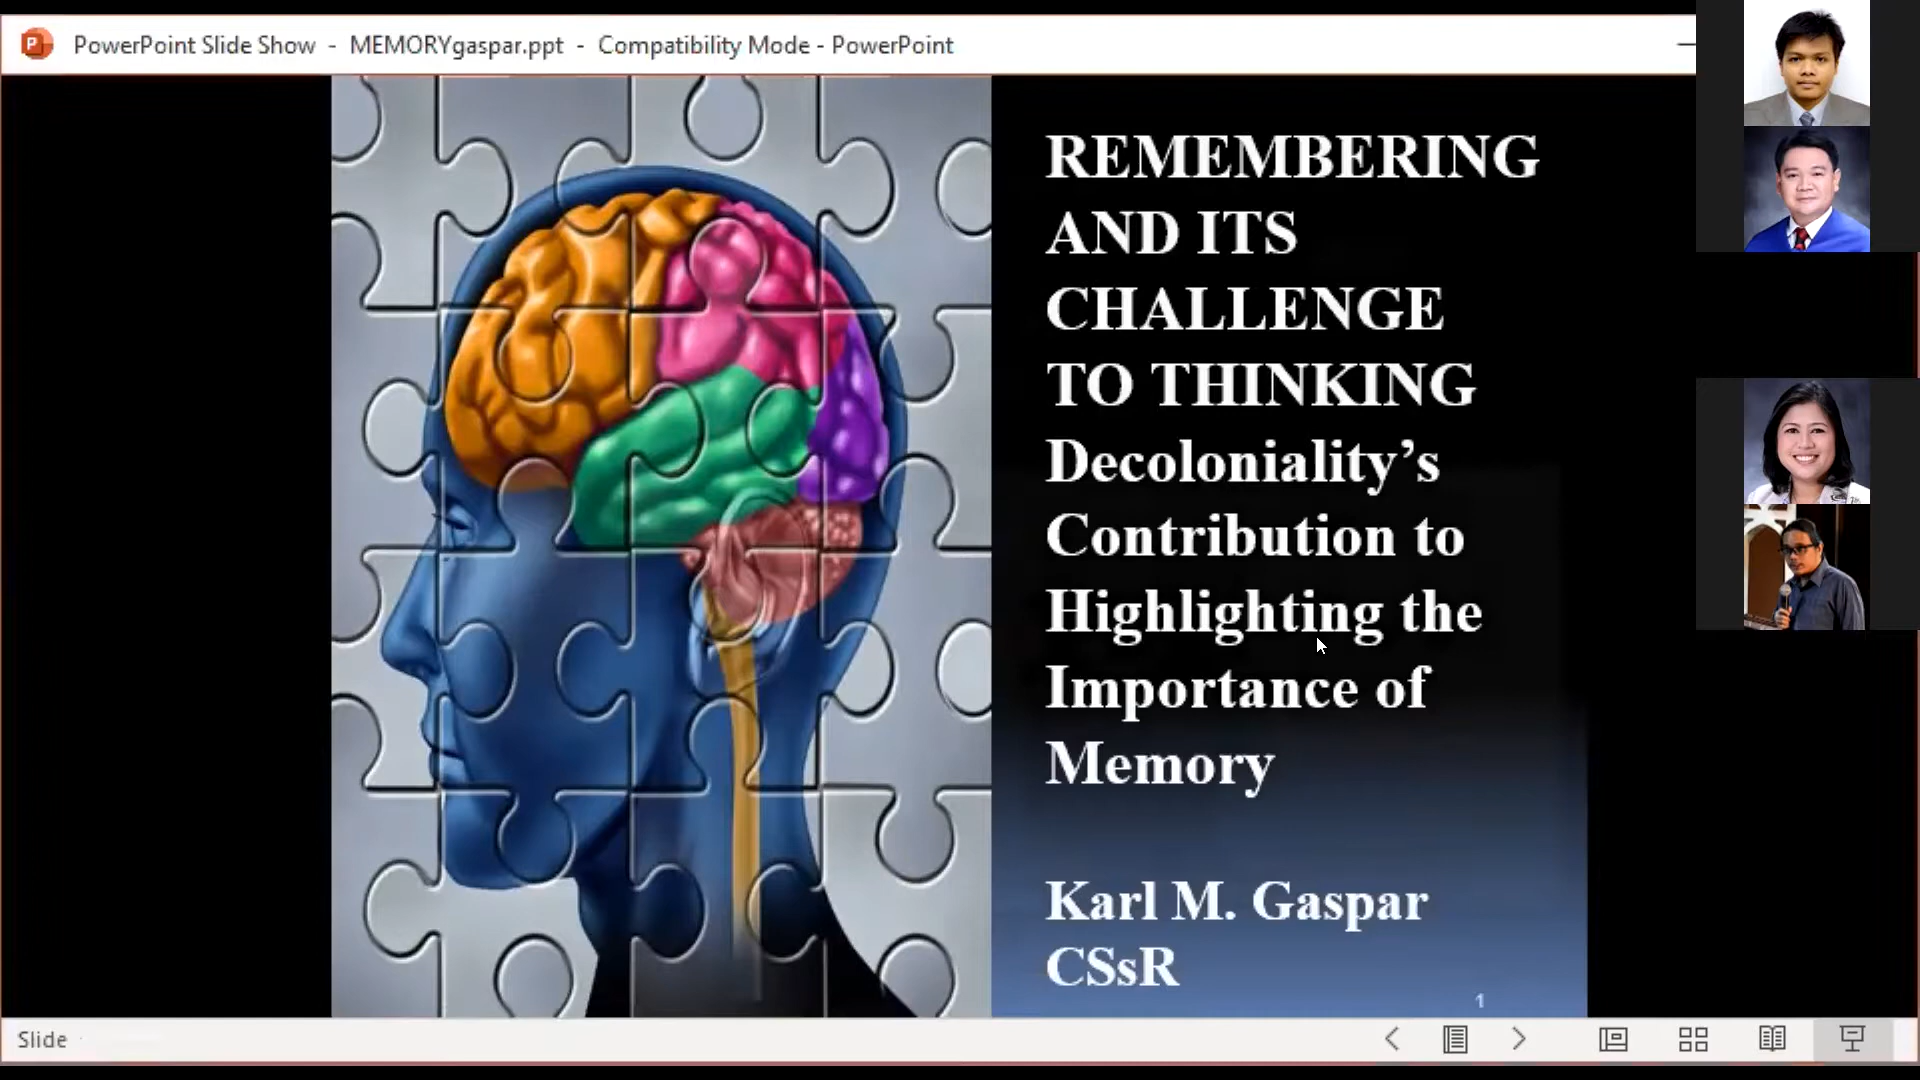 PowerPoint Slide Show - MEMORYgaspar.ppt - Compatibility Mode - PowerPoint
REMEMBERING
AND ITS
CHALLENGE
TO THINKING
Decoloniality’s
Contribution to
Highlighting the
Importance of
Memory
Karl M. Gaspar
CSsR
1
Slide